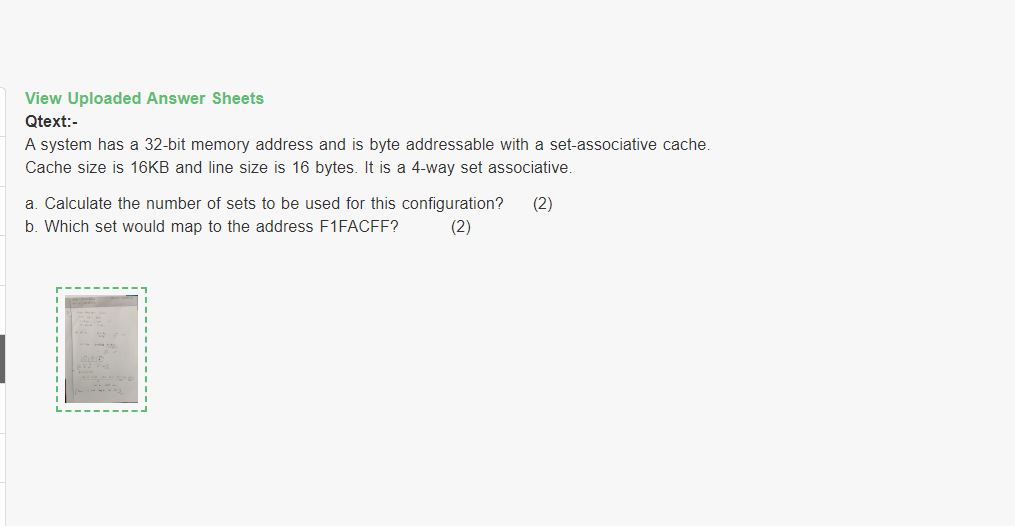 View Uploaded Answer Sheets
Qtext:-
A system has a 32-bit memory address and is byte addressable with a set-associative cache.
Cache size is 16KB and line size is 16 bytes. It is a 4-way set associative.
a. Calculate the number of sets to be used for this configuration? (2)
b. Which set would map to the address F1FACFF? (2)